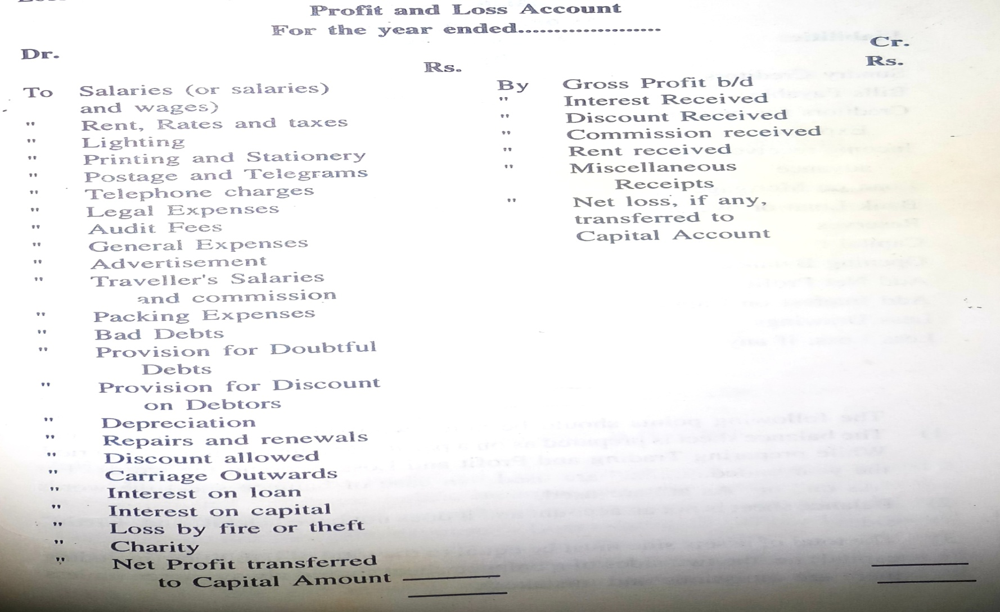 Profit and Loss Account
For the year ended....................
Dr.
Cr.
Rs.
Rs.
To Salaries (or salaries)
and wages)
" Rent, Rates and taxes
" Lighting
" Printing and Stationery
" Postage and Telegrams
" Telephone charges
" Legal Expenses
" Audit Fees
" General Expenses
" Advertisement
" Traveller's Salaries
and commission
" Packing Expenses
" Bad Debts
" Provision for Doubtful
Debts
" Provision for Discount
on Debtors
" Depreciation
" Repairs and renewals
" Discount allowed
" Carriage Outwards
" Interest on loan
" Interest on capital
" Loss by fire or theft
" Charity
" Net Profit transferred
to Capital Amount
By Gross Profit b/d
" Interest Received
" Discount Received
" Commission received
" Rent received
" Miscellaneous
Receipts
" Net loss, if any,
transferred to
Capital Account